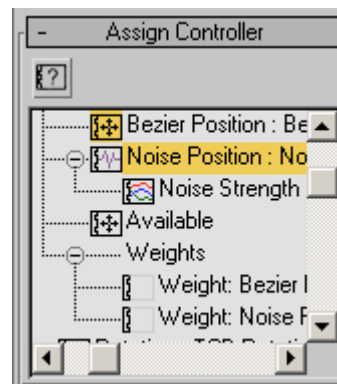 - Assign Controller
?
Bezier Position : Be
Noise Position : No
Noise Strength
Available
Weights
Weight: Bezier
Weight: Noise